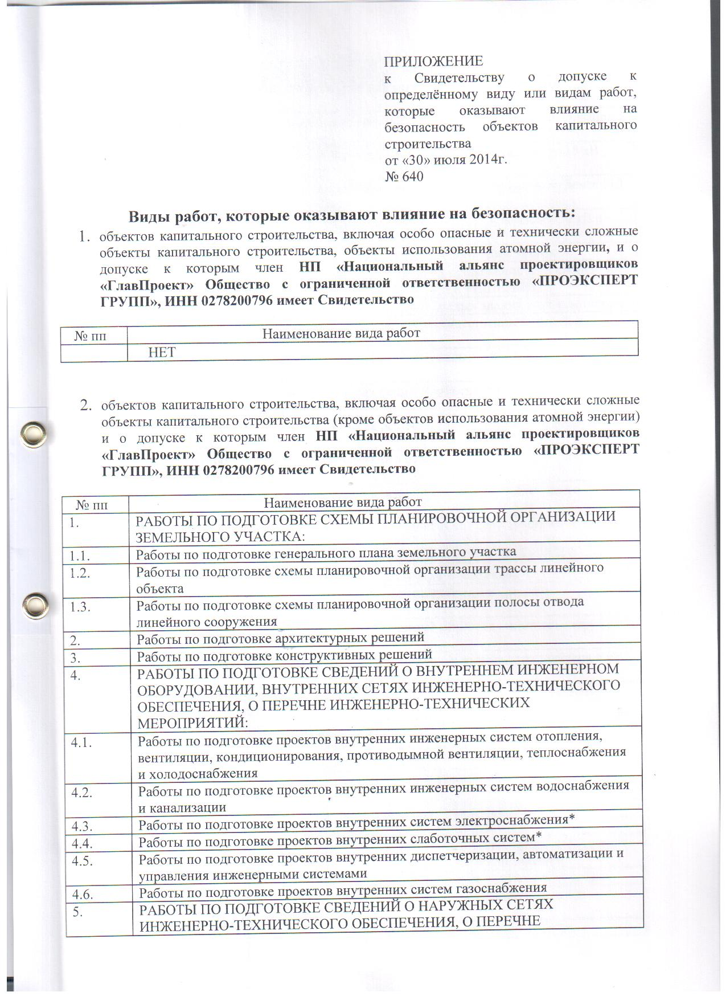 ПРИЛОЖЕНИЕ
к Свидетельству о допуске к
определённому виду или видам работ,
которые оказывают влияние на
безопасность объектов капитального
строительства
от «30» июля 2014г.
№ 640
Виды работ, которые оказывают влияние на безопасность:
1. объектов капитального строительства, включая особо опасные и технически сложные
объекты капитального строительства, объекты использования атомной энергии, и о
допуске к которым член НП «Национальный альянс проектировщиков
«ГлавПроект» Общество с ограниченной ответственностью «ПРОЭКСПЕРТ
ГРУПП», ИНН 0278200796 имеет Свидетельство
№ пп Наименование вида работ
НЕТ
2. объектов капитального строительства, включая особо опасные и технически сложные
объекты капитального строительства (кроме объектов использования атомной энергии)
и о допуске к которым член НП «Национальный альянс проектировщиков
«ГлавПроект» Общество с ограниченной ответственностью «ПРОЭКСПЕРТ
ГРУПП», ИНН 0278200796 имеет Свидетельство
№ пп Наименование вида работ
1. РАБОТЫ ПО ПОДГОТОВКЕ СХЕМЫ ПЛАНИРОВОЧНОЙ ОРГАНИЗАЦИИ
ЗЕМЕЛЬНОГО УЧАСТКА:
1.1. Работы по подготовке генерального плана земельного участка
1.2. Работы по подготовке схемы планировочной организации трассы линейного
объекта
1.3. Работы по подготовке схемы планировочной организации полосы отвода
линейного сооружения
2. Работы по подготовке архитектурных решений
3. Работы по подготовке конструктивных решений
4. РАБОТЫ ПО ПОДГОТОВКЕ СВЕДЕНИЙ О ВНУТРЕННЕМ ИНЖЕНЕРНОМ
ОБОРУДОВАНИИ, ВНУТРЕННИХ СЕТЯХ ИНЖЕНЕРНО-ТЕХНИЧЕСКОГО
ОБЕСПЕЧЕНИЯ, О ПЕРЕЧНЕ ИНЖЕНЕРНО-ТЕХНИЧЕСКИХ
МЕРОПРИЯТИЙ:
4.1. Работы по подготовке проектов внутренних инженерных систем отопления,
вентиляции, кондиционирования, противодымной вентиляции, теплоснабжения
и холодоснабжения
4.2. Работы по подготовке проектов внутренних инженерных систем водоснабжения
и канализации
4.3. Работы по подготовке проектов внутренних систем электроснабжения*
4.4. Работы по подготовке проектов внутренних слаботочных систем*
4.5. Работы по подготовке проектов внутренних диспетчеризации, автоматизации и
управления инженерными системами
4.6. Работы по подготовке проектов внутренних систем газоснабжения
5. РАБОТЫ ПО ПОДГОТОВКЕ СВЕДЕНИЙ О НАРУЖНЫХ СЕТЯХ
ИНЖЕНЕРНО-ТЕХНИЧЕСКОГО ОБЕСПЕЧЕНИЯ, О ПЕРЕЧНЕ